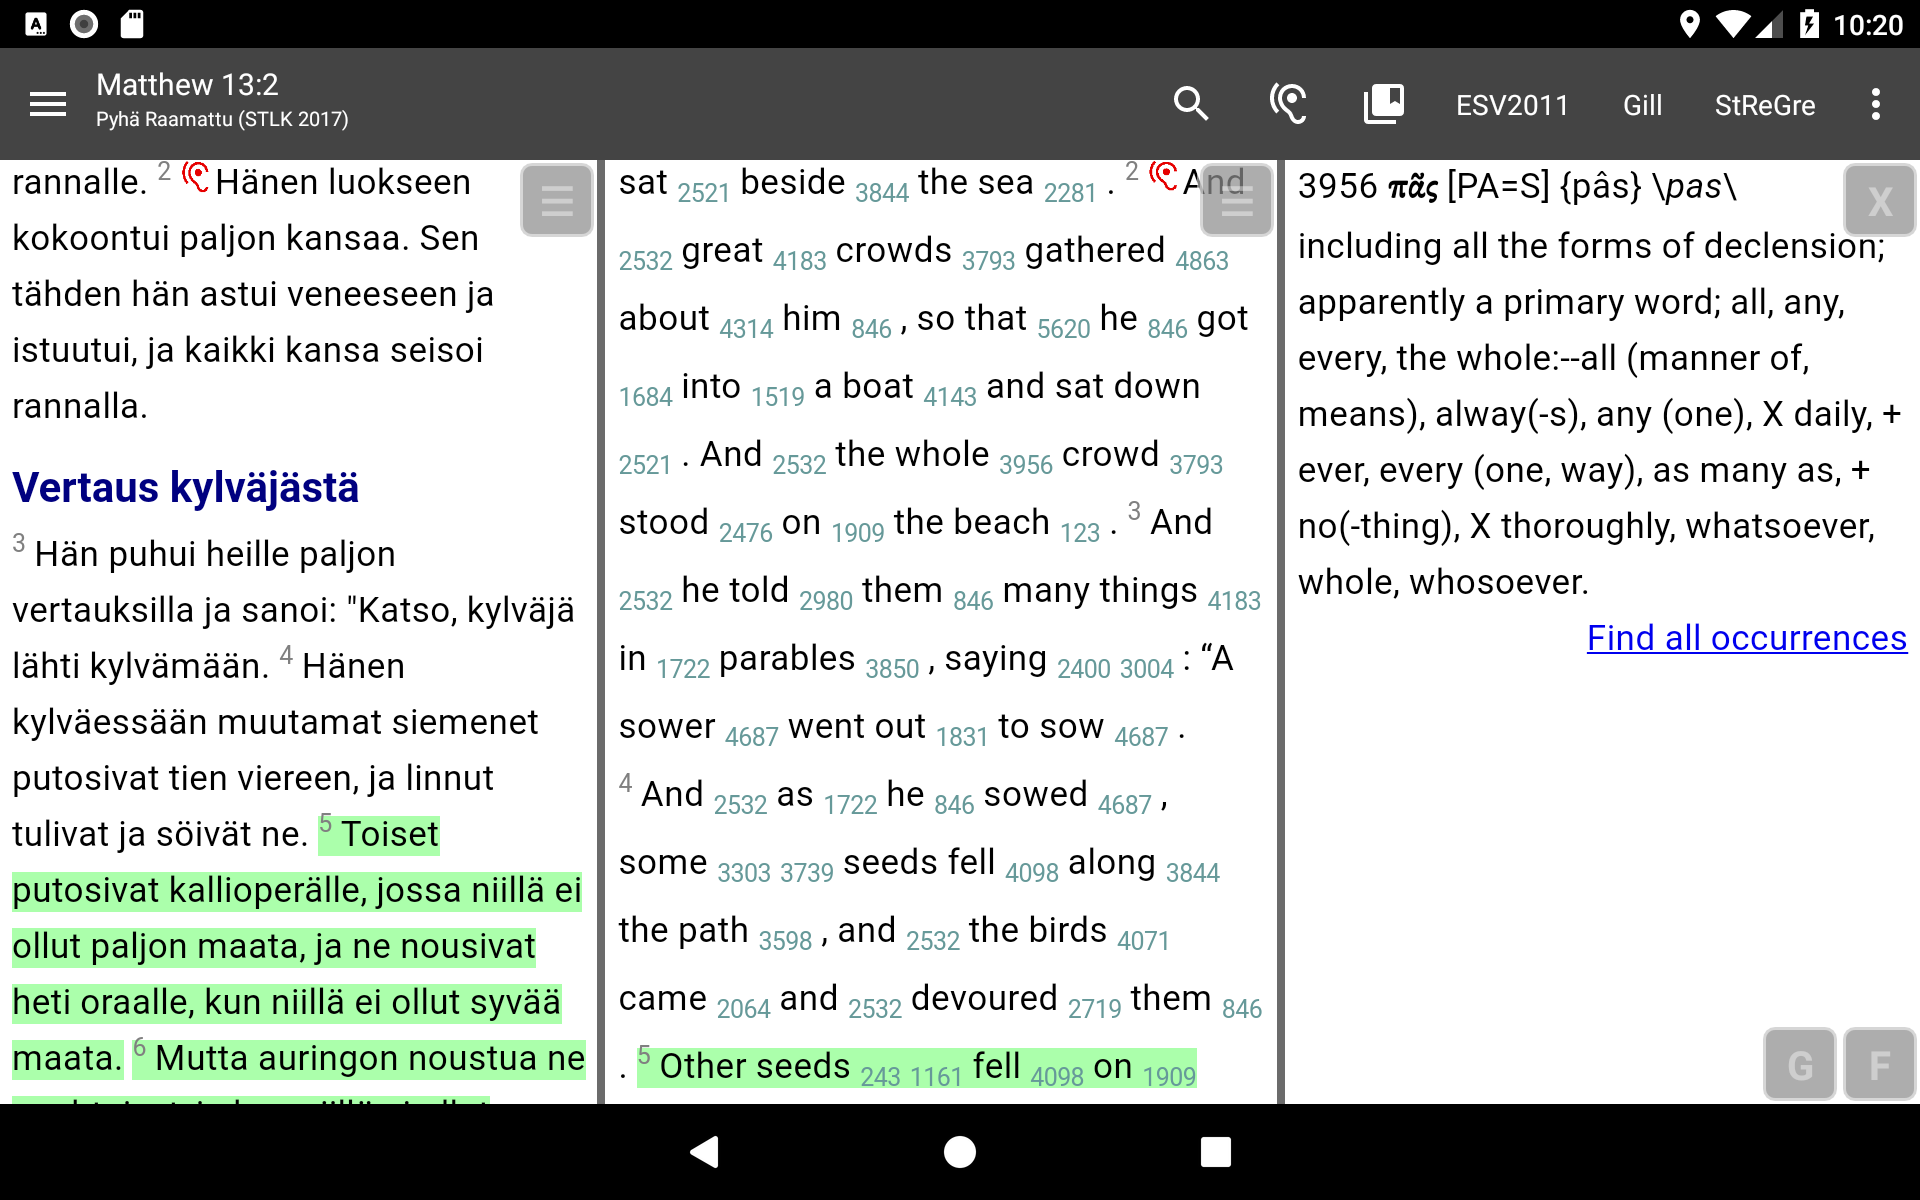 10:20
Matthew 13:2
Pyhä Raamattu (STLK 2017)
ESV2011 Gill StReGre
rannalle. 2 Hänen luokseen
kokoontui paljon kansaa. Sen
tähden hän astui veneeseen ja
istuutui, ja kaikki kansa seisoi
rannalla.
Vertaus kylväjästä
3 Hän puhui heille paljon
vertauksilla ja sanoi: "Katso, kylväjä
lähti kylvämään. 4 Hänen
kylväessään muutamat siemenet
putosivat tien viereen, ja linnut
tulivat ja söivät ne. 5 Toiset
putosivat kallioperälle, jossa niillä ei
ollut paljon maata, ja ne nousivat
heti oraalle, kun niillä ei ollut syvää
maata. 6 Mutta auringon noustua ne
sat 2521 beside 3844 the sea 2281 . 2 And
2532 great 4183 crowds 3793 gathered 4863
about 4314 him 846 , so that 5620 he 846 got
1684 into 1519 a boat 4143 and sat down
2521 . And 2532 the whole 3956 crowd 3793
stood 2476 on 1909 the beach 123 . 3 And
2532 he told 2980 them 846 many things 4183
in 1722 parables 3850 , saying 2400 3004 : “A
sower 4687 went out 1831 to sow 4687 .
4 And 2532 as 1722 he 846 sowed 4687 ,
some 3303 3739 seeds fell 4098 along 3844
the path 3598 , and 2532 the birds 4071
came 2064 and 2532 devoured 2719 them 846
. 5 Other seeds 243 1161 fell 4098 on 1909
3956 πᾶς [PA=S] {pâs} \pas\
X
including all the forms of declension;
apparently a primary word; all, any,
every, the whole:--all (manner of,
means), alway(-s), any (one), X daily, +
ever, every (one, way), as many as, +
no(-thing), X thoroughly, whatsoever,
whole, whosoever.
Find all occurrences
G F